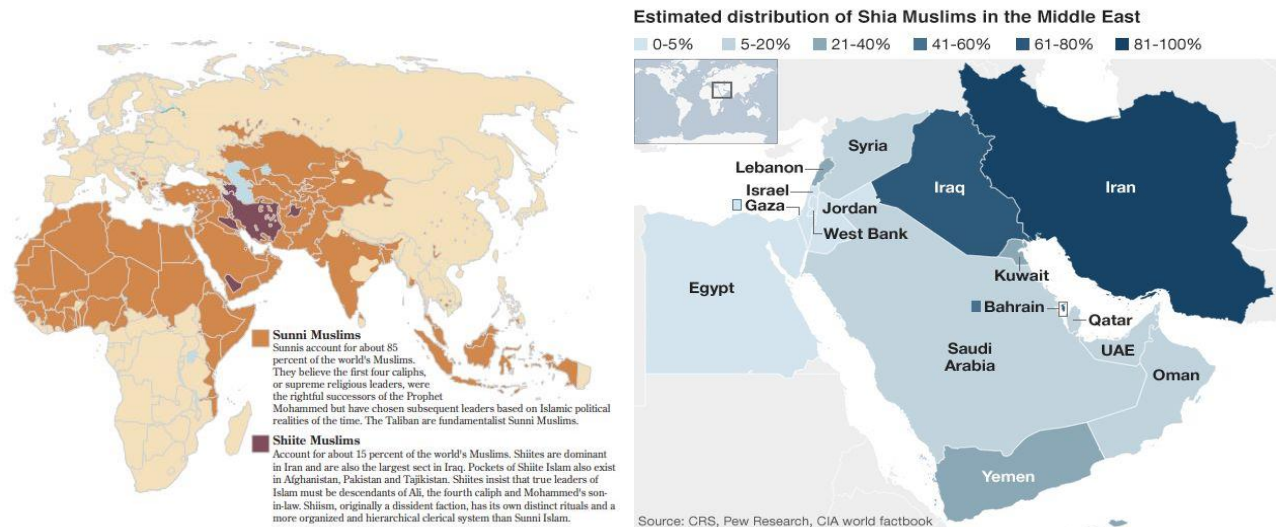 Sunni Muslims
Sunnis account for about 85
percent of the world's Muslims.
They believe the first four caliphs,
or supreme religious leaders, were
the rightful successors of the Prophet
Mohammed but have chosen subsequent leaders based on Islamic political
realities of the time. The Taliban are fundamentalist Sunni Muslims.
Shiite Muslims
Account for about 15 percent of the world's Muslims. Shiites are dominant
in Iran and are also the largest sect in Iraq. Pockets of Shiite Islam also exist
in Afghanistan, Pakistan and Tajikistan. Shiites insist that true leaders of
Islam must be descendants of Ali, the fourth caliph and Mohammed's son-
in-law. Shiism, originally a dissident faction, has its own distinct rituals and a
more organized and hierarchical clerical system than Sunni Islam.
Estimated distribution of Shia Muslims in the Middle East
0-5% 5-20% 21-40% 41-60% 61-80% 81-100%
Syria
Lebanon
Iraq
Iran
Israel
Gaza
Jordan
West Bank
Kuwait
Egypt
Bahrain
Qatar
Saudi
Arabia
UAE
Oman
Yemen
Source: CRS, Pew Research, CIA world factbook